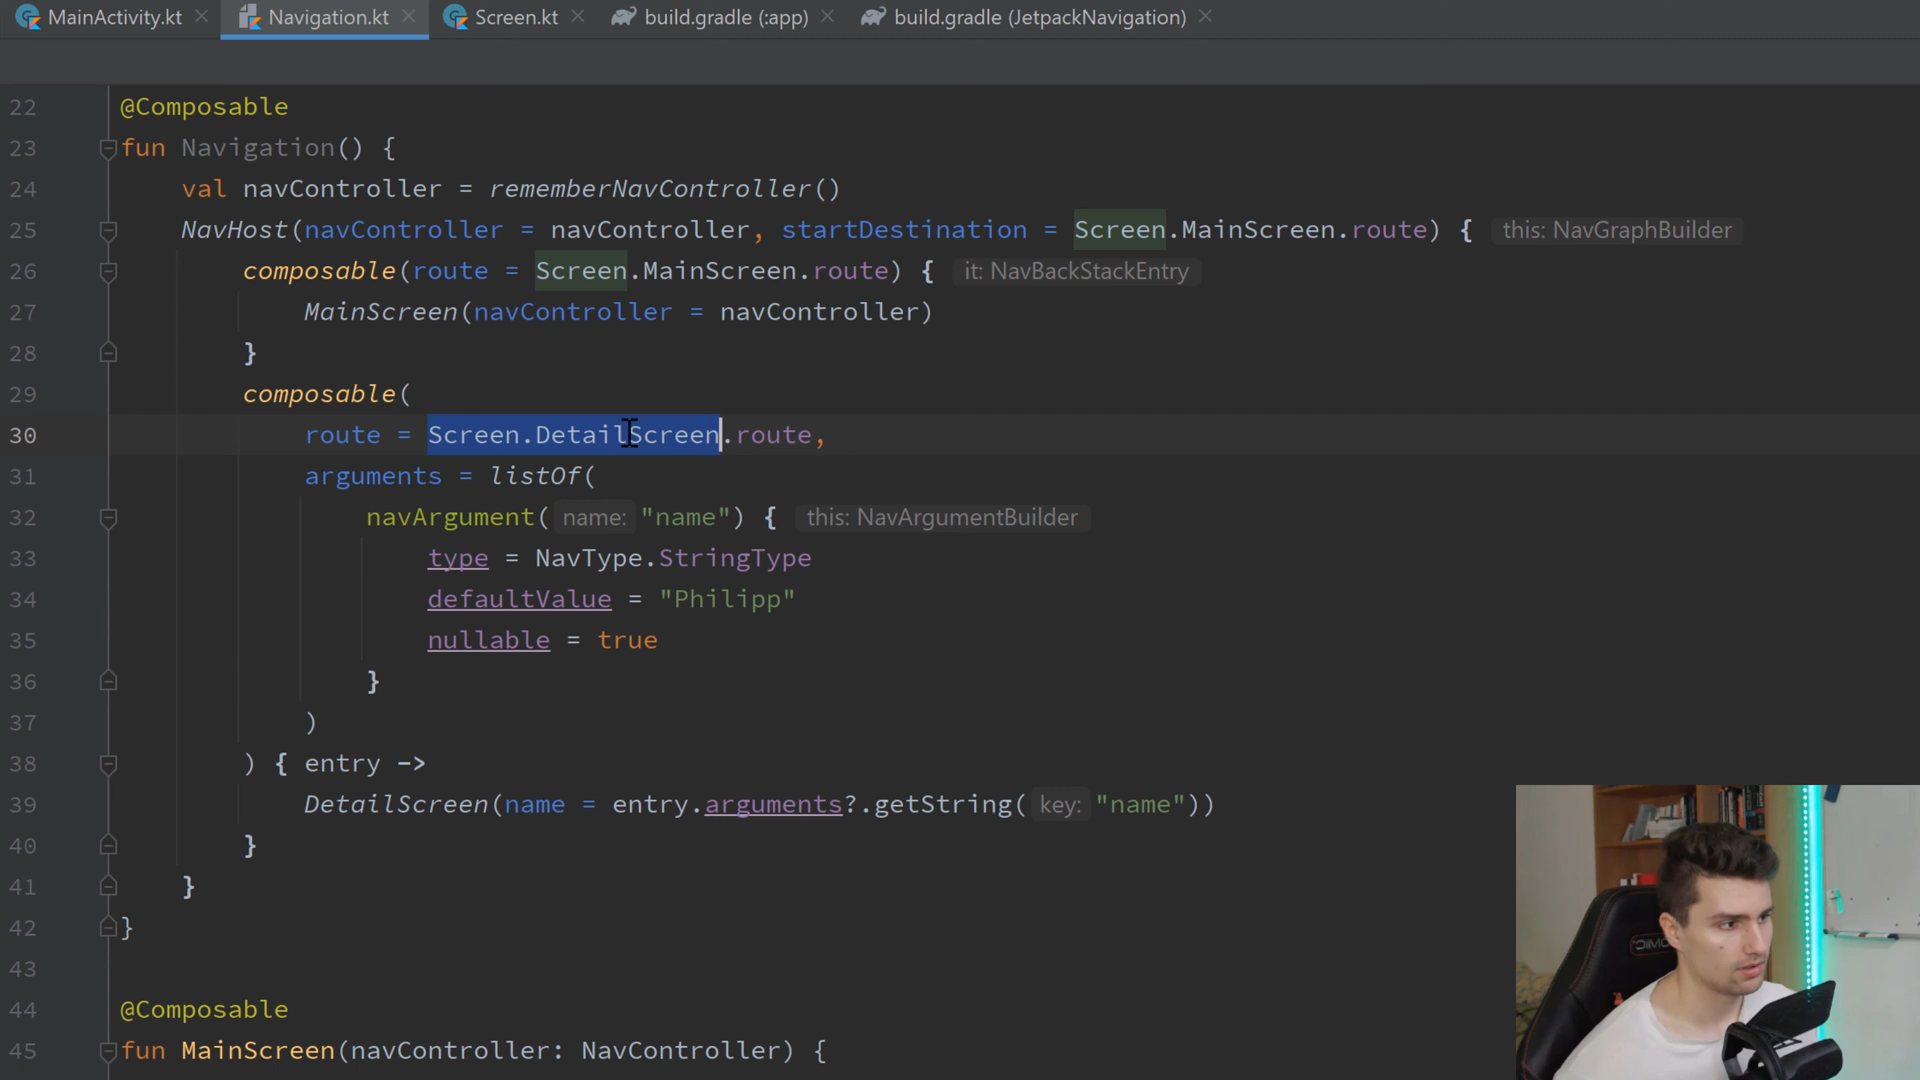 MainActivity.kt Navigation.kt Screen.kt build.gradle (:app) build.gradle (JetpackNavigation)
22 @Composable
23 fun Navigation() {
24 val navController = rememberNavController()
25 NavHost(navController = navController, startDestination = Screen.MainScreen.route) { this: NavGraphBuilder
26 composable(route = Screen.MainScreen.route) { it: NavBackStackEntry
27 MainScreen(navController = navController)
28 }
29 composable(
30 route = Screen.DetailScreen.route,
31 arguments = listOf(
32 navArgument( name: "name") { this: NavArgumentBuilder
33 type = NavType.StringType
34 defaultValue = "Philipp"
35 nullable = true
36 }
37 )
38 ) { entry ->
39 DetailScreen(name = entry.arguments?.getString( key: "name"))
40 }
41 }
42 }
43
44 @Composable
45 fun MainScreen(navController: NavController) {